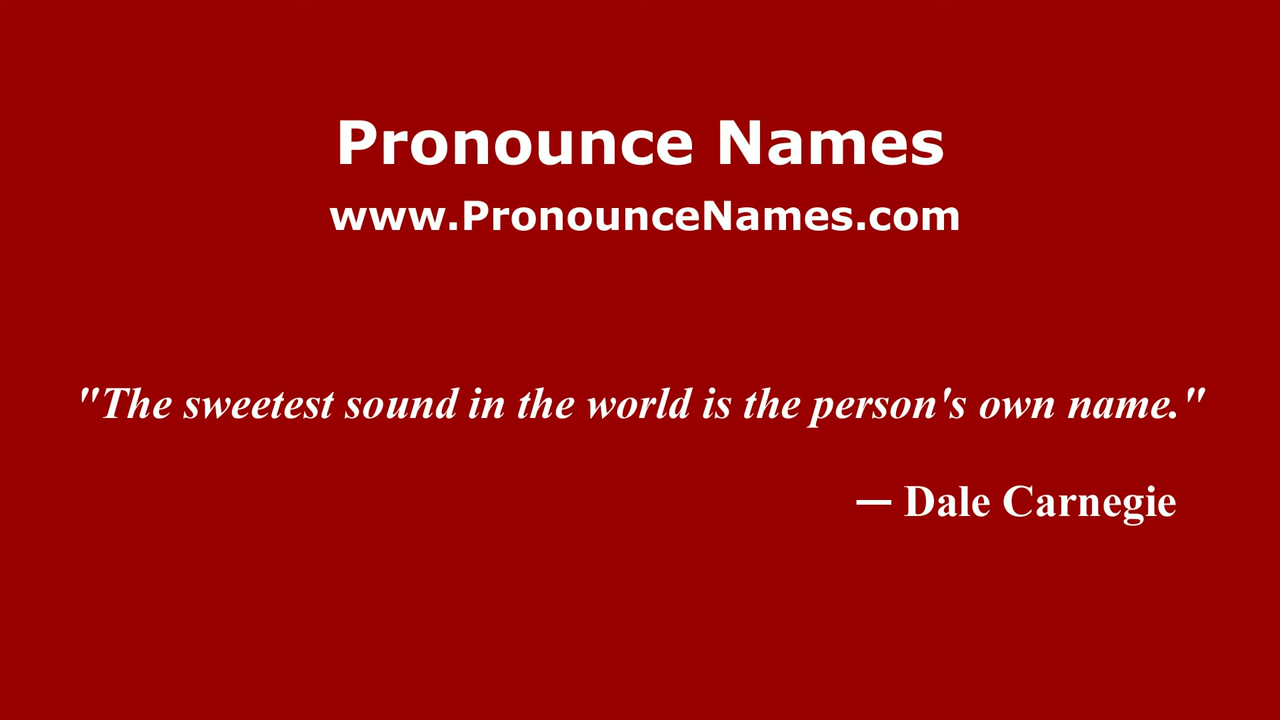 Pronounce Names
www.PronounceNames.com
"The sweetest sound in the world is the person's own name."
— Dale Carnegie